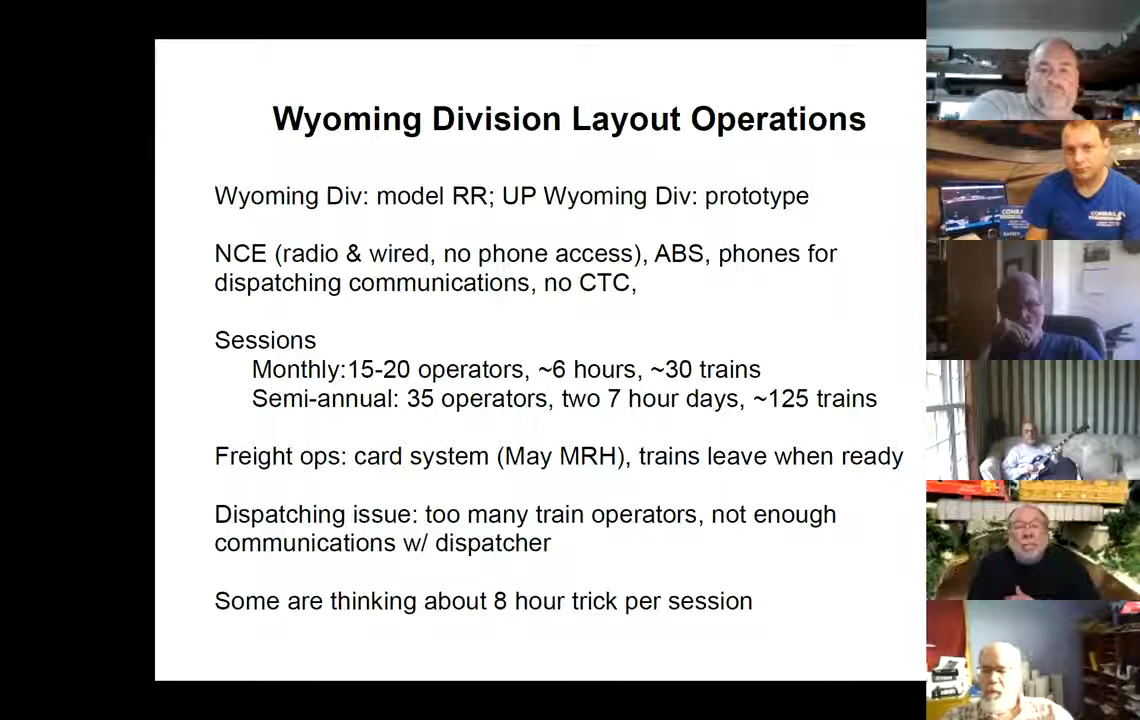 Wyoming Division Layout Operations
Wyoming Div: model RR; UP Wyoming Div: prototype
NCE (radio & wired, no phone access), ABS, phones for
dispatching communications, no CTC,
Sessions
Monthly:15-20 operators, ~6 hours, ~30 trains
Semi-annual: 35 operators, two 7 hour days, ~125 trains
Freight ops: card system (May MRH), trains leave when ready
Dispatching issue: too many train operators, not enough
communications w/ dispatcher
Some are thinking about 8 hour trick per session